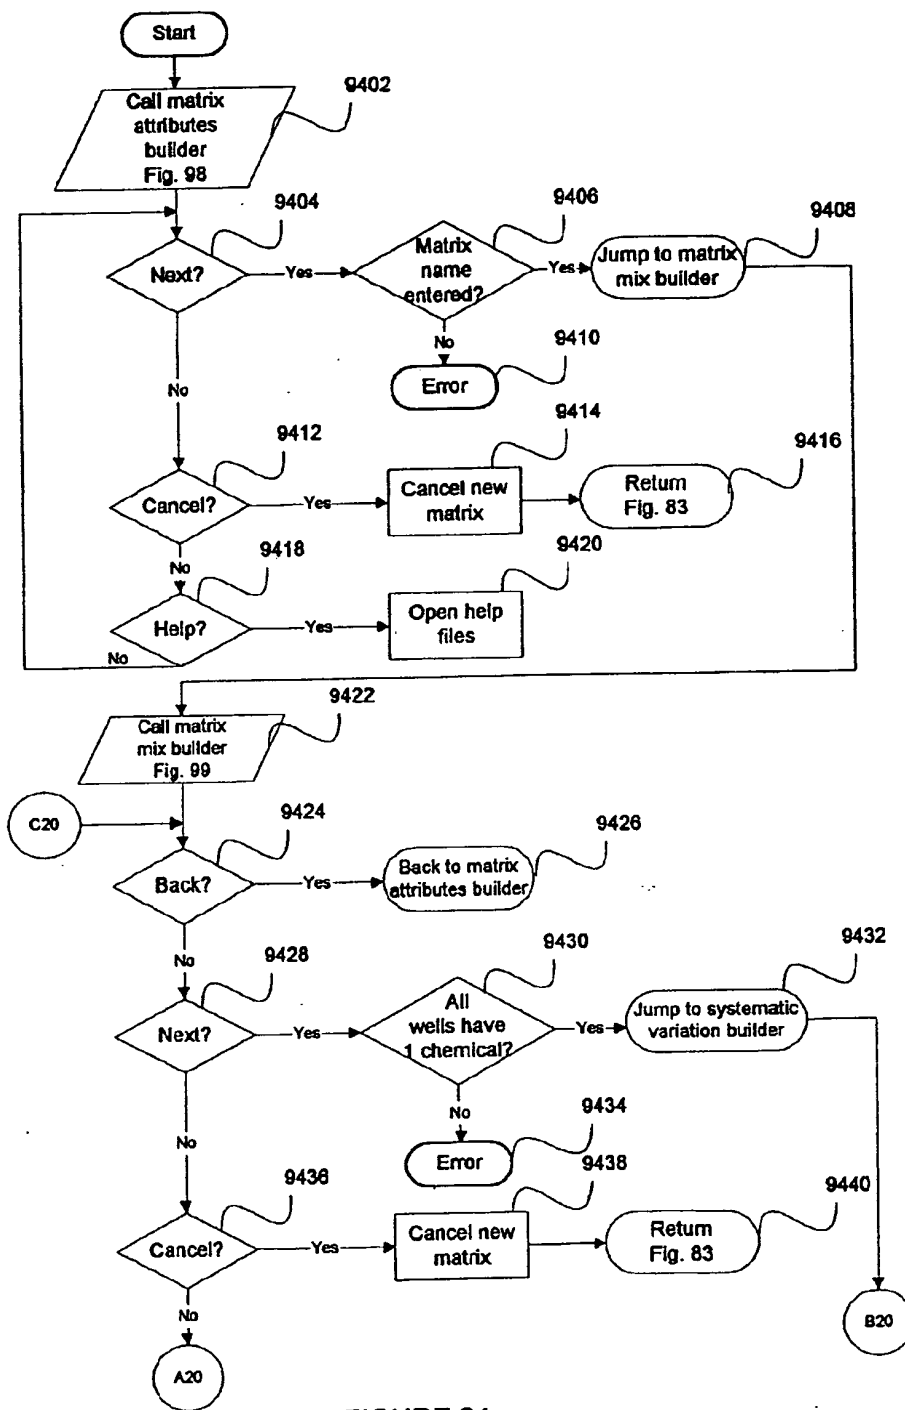 Start
Call matrix
attributes
builder
Fig. 98
9402
9404
Next?
Yes
9406
Matrix
name
entered?
Yes
9408
Jump to matrix
mix builder
No
9410
Error
No
9412
Cancel?
Yes
9414
Cancel new
matrix
9416
Return
Fig. 83
No
9418
Help?
Yes
9420
Open help
files
No
9422
Call matrix
mix builder
Fig. 99
C20
9424
Back?
Yes
9426
Back to matrix
attributes builder
No
9428
Next?
Yes
9430
All
wells have
1 chemical?
Yes
9432
Jump to systematic
variation builder
No
9434
Error
No
9436
Cancel?
Yes
9438
Cancel new
matrix
9440
Return
Fig. 83
No
A20
B20